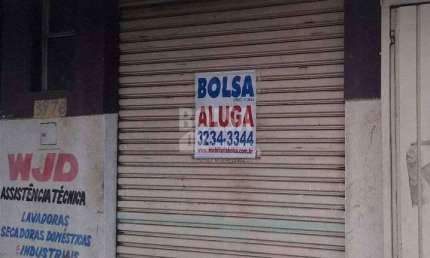 BOLSA
ALUGA
3234-3344
WJD
ASSISTÊNCIA TÉCNICA
LAVADORAS
SECADORAS DOMÉSTICAS
E INDUSTRIAIS